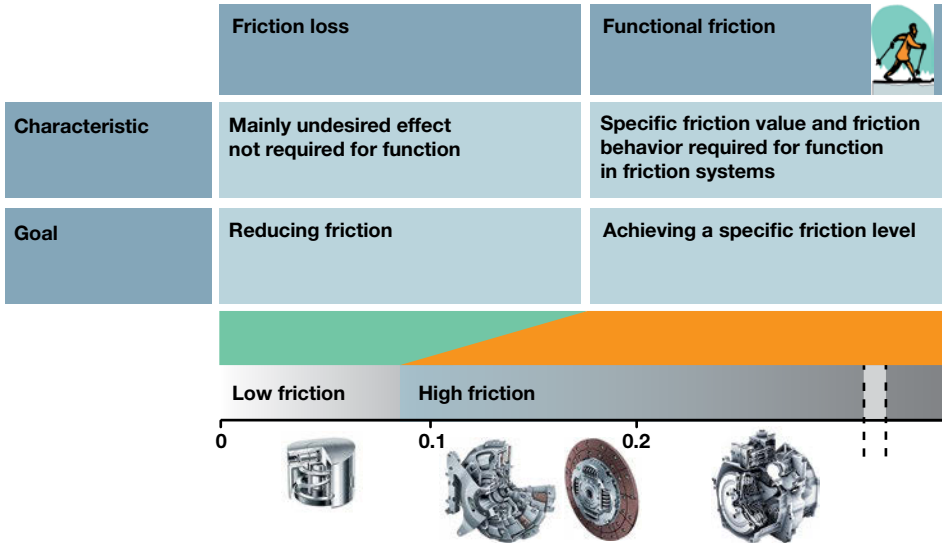 Friction loss
Functional friction
Characteristic
Mainly undesired effect
not required for function
Specific friction value and friction
behavior required for function
in friction systems
Goal
Reducing friction
Achieving a specific friction level
Low friction
High friction
0
0.1
0.2